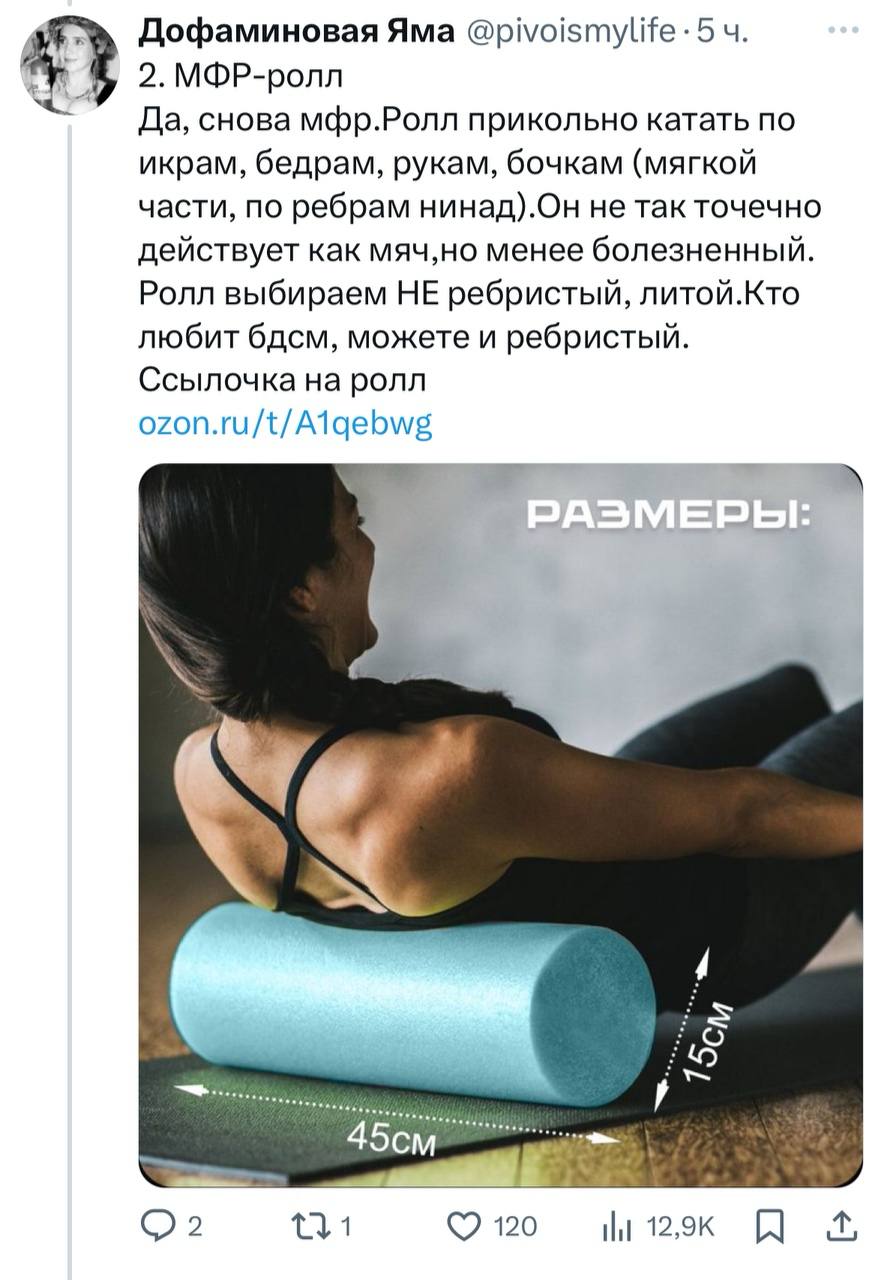 Дофаминовая Яма @pivoismylife · 5 ч.
2. МФР-ролл
Да, снова мфр.Ролл прикольно катать по
икрам, бедрам, рукам, бочкам (мягкой
части, по ребрам нинад).Он не так точечно
действует как мяч,но менее болезненный.
Ролл выбираем НЕ ребристый, литой.Кто
любит бдсм, можете и ребристый.
Ссылочка на ролл
ozon.ru/t/A1qebwg
РАЗМЕРЫ:
15см
45см
2 1 120 12,9K